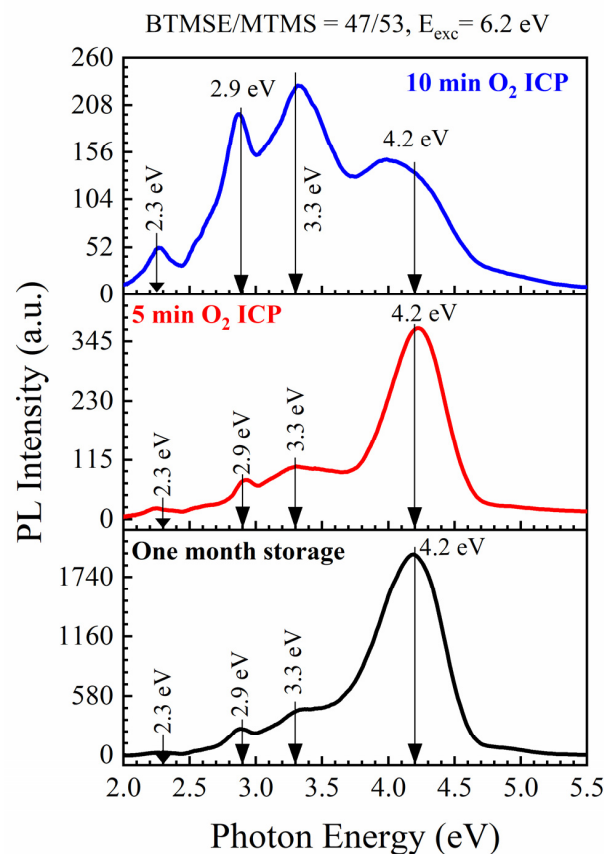 BTMSE/MTMS = 47/53, E_exc = 6.2 eV
260
208
156
104
52
0
10 min O₂ ICP
2.3 eV
2.9 eV
3.3 eV
4.2 eV
345
230
115
0
5 min O₂ ICP
2.3 eV
2.9 eV
3.3 eV
4.2 eV
1740
1160
580
0
One month storage
2.3 eV
2.9 eV
3.3 eV
4.2 eV
PL Intensity (a.u.)
2.0 2.5 3.0 3.5 4.0 4.5 5.0 5.5
Photon Energy (eV)